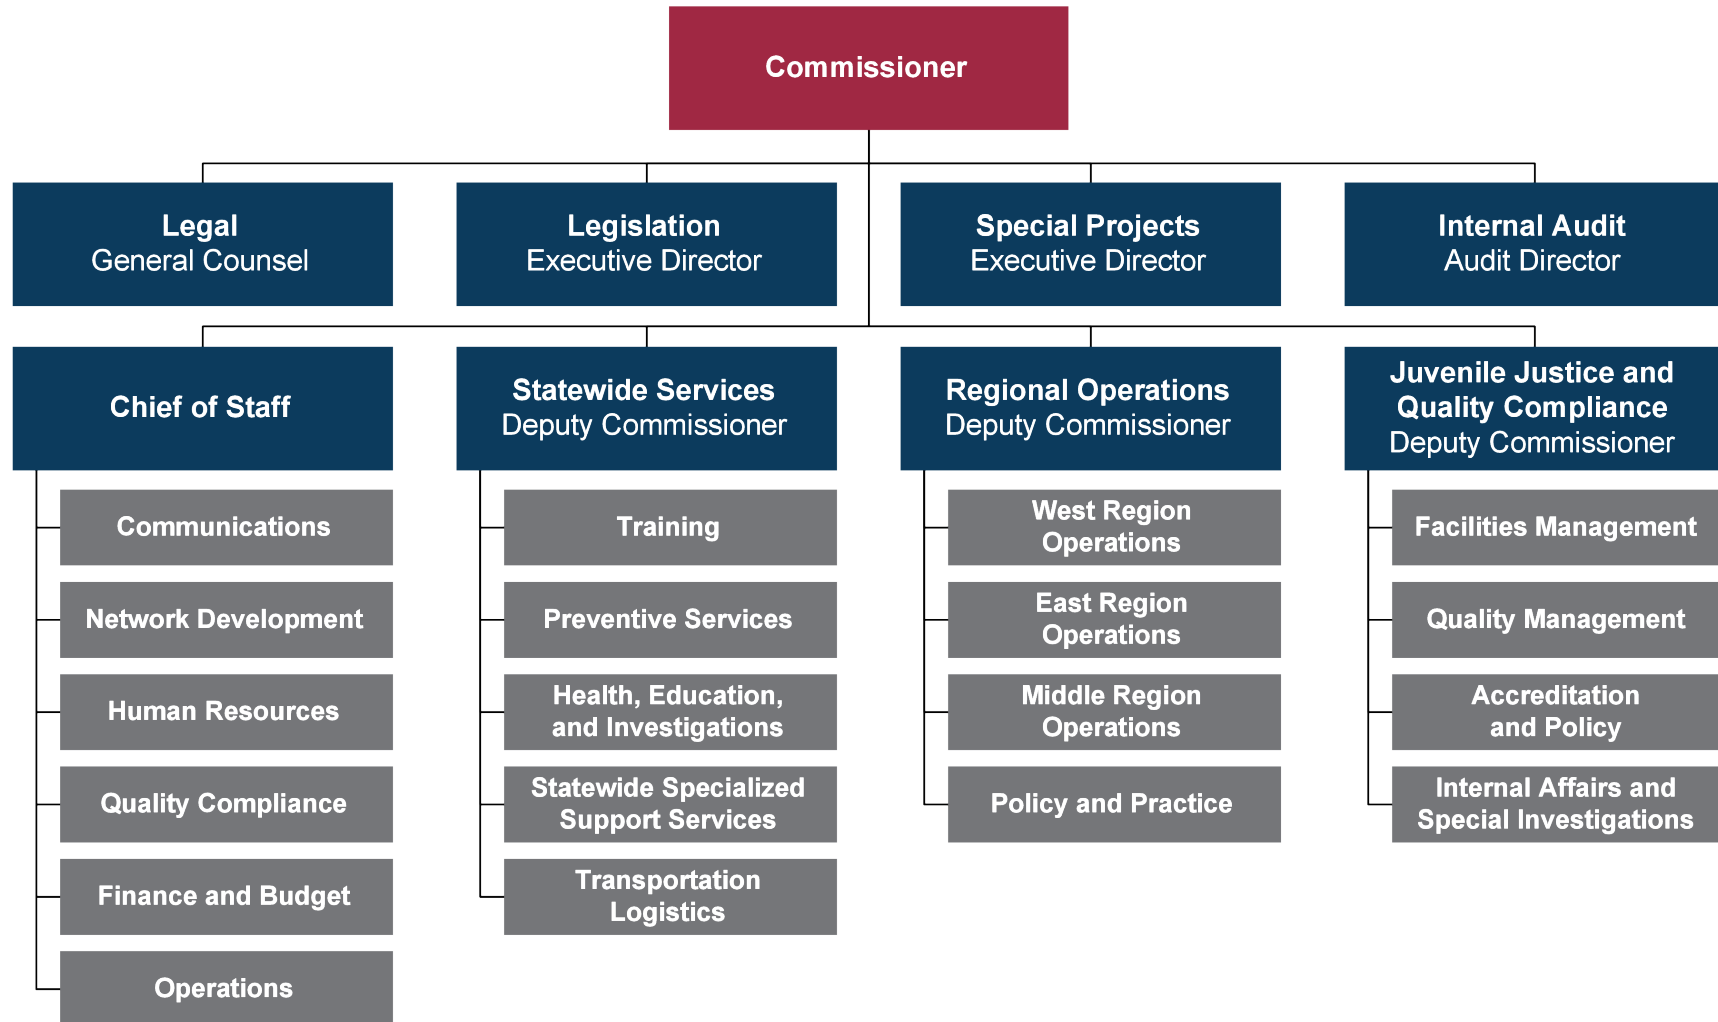 Commissioner
Legal
General Counsel
Legislation
Executive Director
Special Projects
Executive Director
Internal Audit
Audit Director
Chief of Staff
Communications
Network Development
Human Resources
Quality Compliance
Finance and Budget
Operations
Statewide Services
Deputy Commissioner
Training
Preventive Services
Health, Education,
and Investigations
Statewide Specialized
Support Services
Transportation
Logistics
Regional Operations
Deputy Commissioner
West Region
Operations
East Region
Operations
Middle Region
Operations
Policy and Practice
Juvenile Justice and
Quality Compliance
Deputy Commissioner
Facilities Management
Quality Management
Accreditation
and Policy
Internal Affairs and
Special Investigations